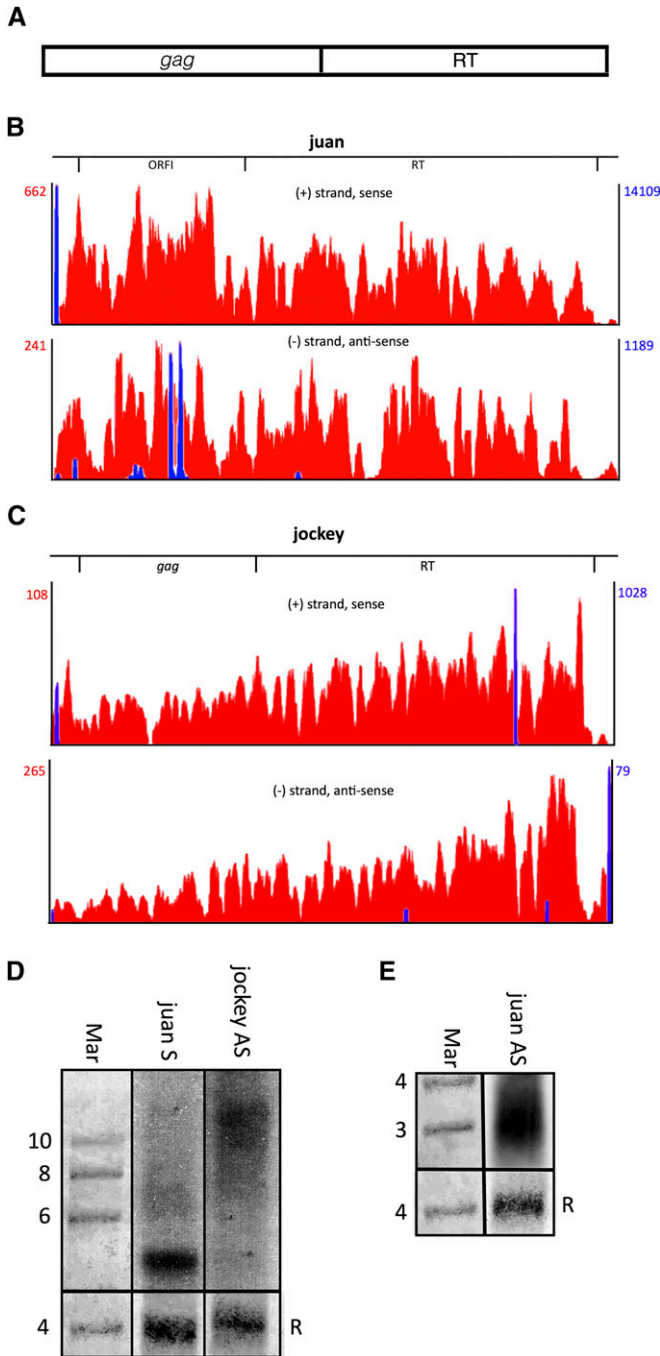 A
gag RT
B
juan
ORFI RT
662 (+) strand, sense 14109
241 (-) strand, anti-sense 1189
C
jockey
gag RT
108 (+) strand, sense 1028
265 (-) strand, anti-sense 79
D
Mar juan S jockey AS
10
8
6
4 R
E
Mar juan AS
4
3
4 R